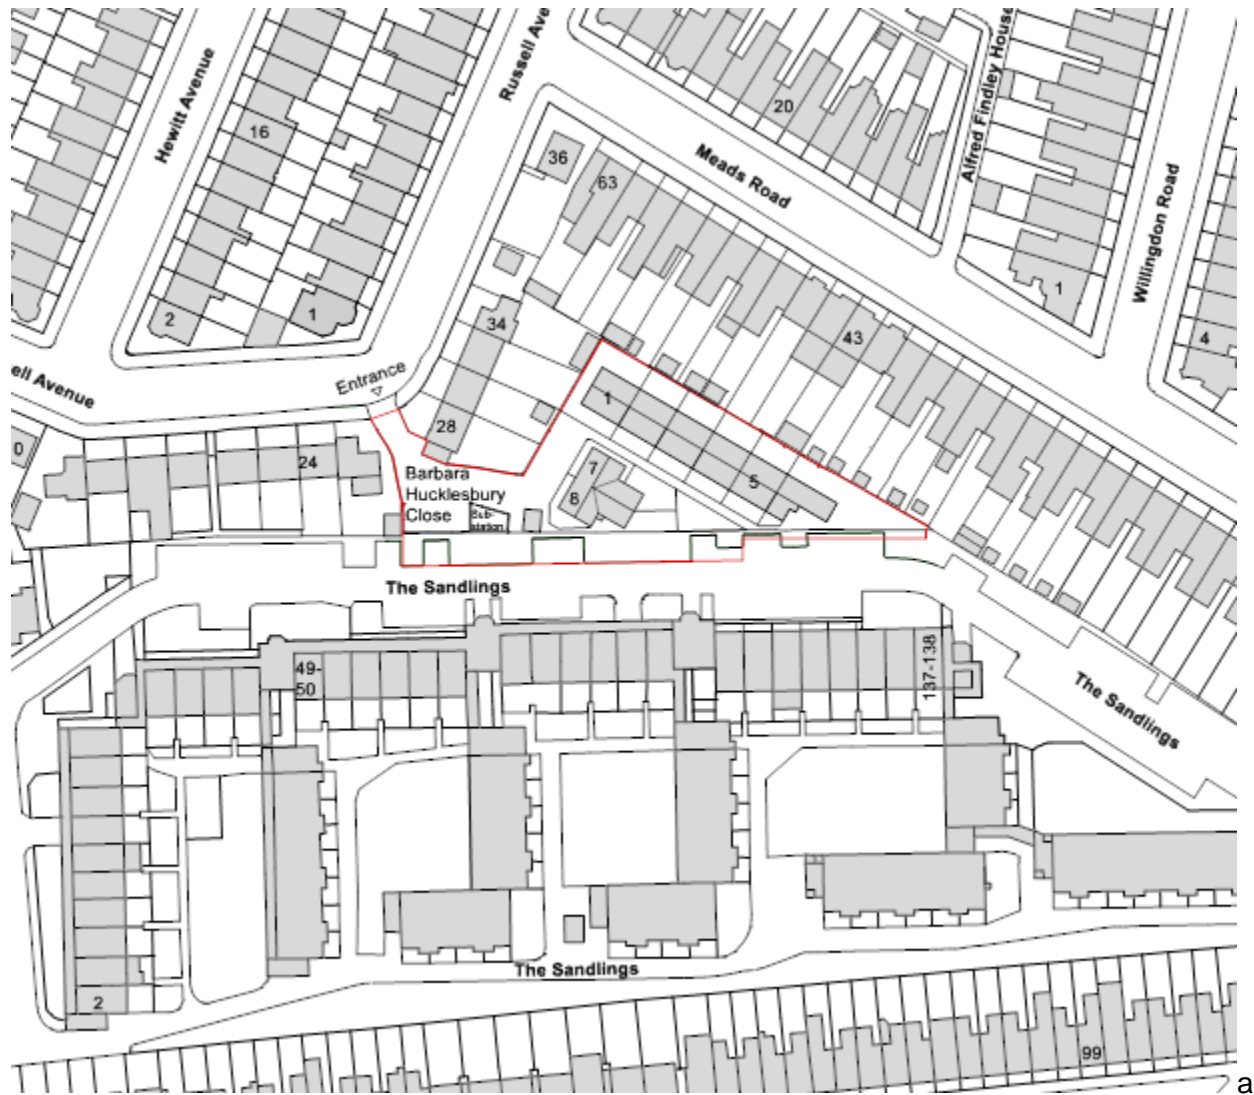 Hewitt Avenue
Russell Ave
Alfred Findley House
20
16
36
Meads Road
63
Willingdon Road
1
2
1
34
43
4
Entrance
ell Avenue
1
28
0
24
Barbara
Hucklesbury
Close
7
8
5
Sub
station
The Sandlings
49-
50
137-138
The Sandlings
2
The Sandlings
99
a